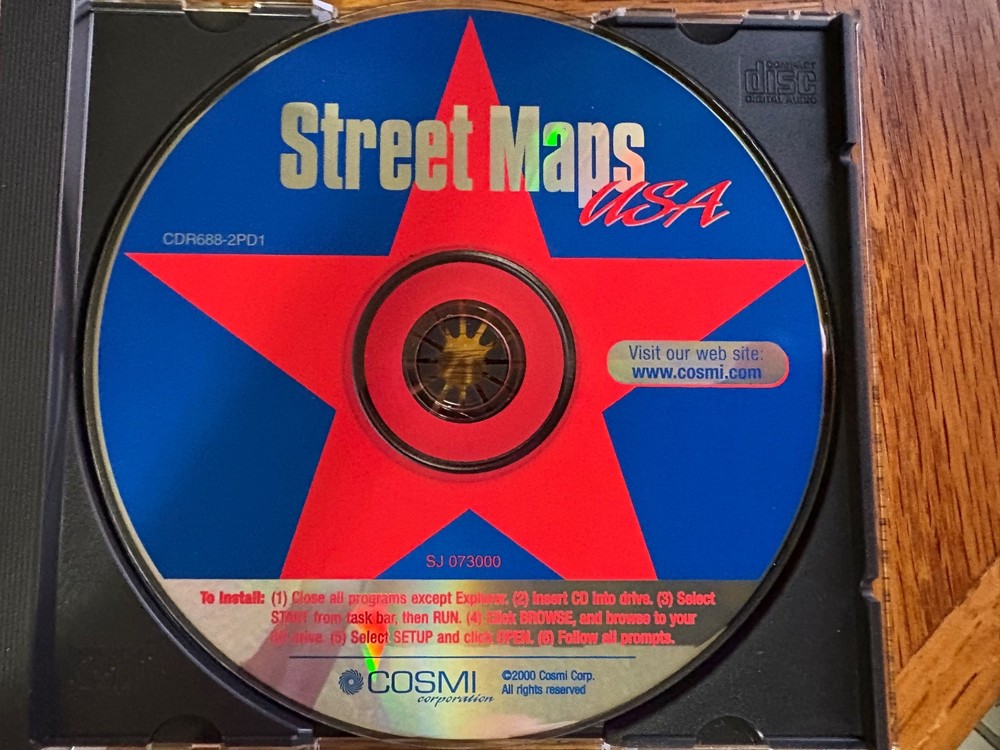 COMPACT
disc
DIGITAL AUDIO
Street Maps
USA
CDR688-2PD1
Visit our web site:
www.cosmi.com
SJ 073000
To Install: (1) Close all programs except Explorer. (2) Insert CD into drive. (3) Select
START from task bar, then RUN. (4) Click BROWSE, and browse to your
drive. (5) Select SETUP and click OPEN. (6) Follow all prompts.
COSMI
corporation
©2000 Cosmi Corp.
All rights reserved